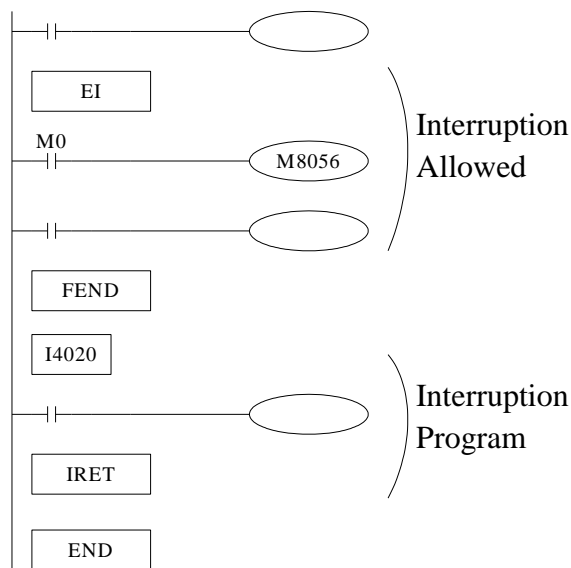 EI
Interruption
Allowed
M0
M8056
FEND
I4020
Interruption
Program
IRET
END